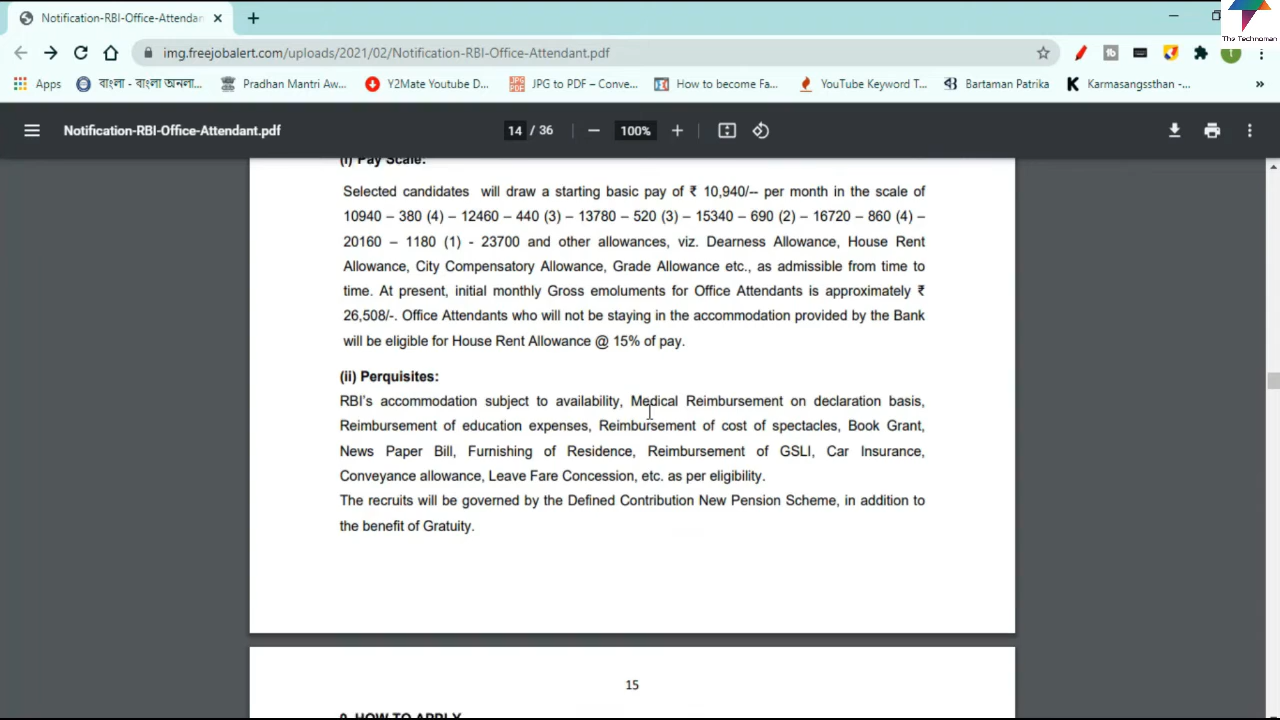 Notification-RBI-Office-Attendan
The Technoman
img.freejobalert.com/uploads/2021/02/Notification-RBI-Office-Attendant.pdf
Apps
বাংলা - বাংলা অনলা...
Pradhan Mantri Aw...
Y2Mate Youtube D...
JPG to PDF – Conve...
How to become Fa...
YouTube Keyword T...
Bartaman Patrika
Karmasangssthan -...
»
Notification-RBI-Office-Attendant.pdf
14 / 36
100%
(i) Pay Scale:
Selected candidates will draw a starting basic pay of ₹ 10,940/-- per month in the scale of
10940 – 380 (4) – 12460 – 440 (3) – 13780 – 520 (3) – 15340 – 690 (2) – 16720 – 860 (4) –
20160 – 1180 (1) - 23700 and other allowances, viz. Dearness Allowance, House Rent
Allowance, City Compensatory Allowance, Grade Allowance etc., as admissible from time to
time. At present, initial monthly Gross emoluments for Office Attendants is approximately ₹
26,508/-. Office Attendants who will not be staying in the accommodation provided by the Bank
will be eligible for House Rent Allowance @ 15% of pay.
(ii) Perquisites:
RBI's accommodation subject to availability, Medical Reimbursement on declaration basis,
Reimbursement of education expenses, Reimbursement of cost of spectacles, Book Grant,
News Paper Bill, Furnishing of Residence, Reimbursement of GSLI, Car Insurance,
Conveyance allowance, Leave Fare Concession, etc. as per eligibility.
The recruits will be governed by the Defined Contribution New Pension Scheme, in addition to
the benefit of Gratuity.
15
9. HOW TO APPLY